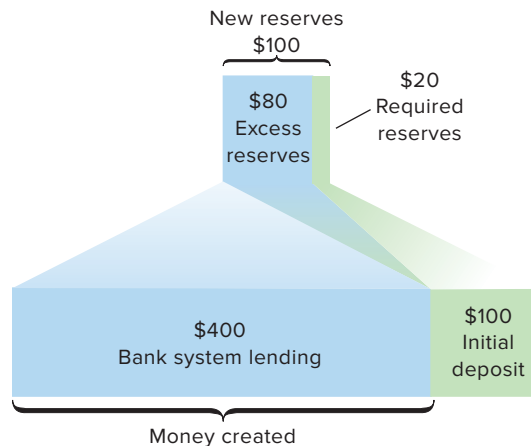 New reserves
$100
$80
Excess
reserves
$20
Required
reserves
$400
Bank system lending
$100
Initial
deposit
Money created